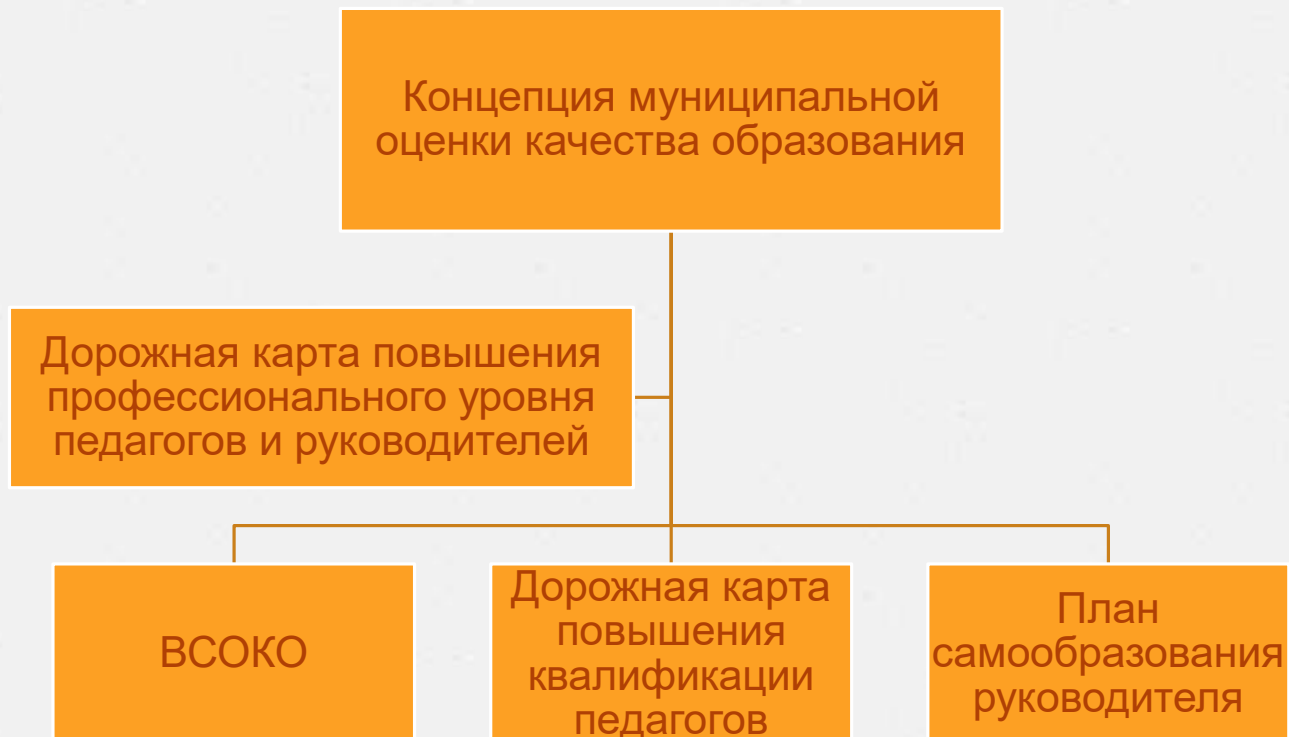 Концепция муниципальной
оценки качества образования
Дорожная карта повышения
профессионального уровня
педагогов и руководителей
ВСОКО
Дорожная карта
повышения
квалификации
педагогов
План
самообразования
руководителя